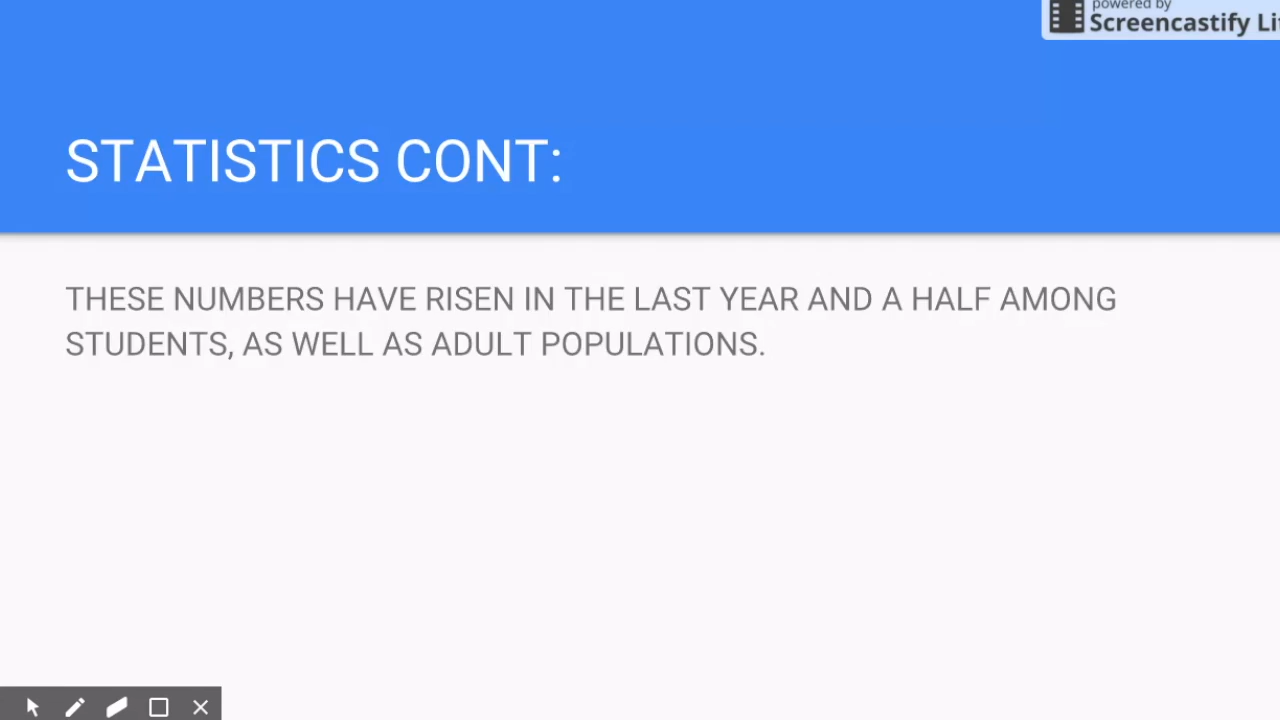 powered by
Screencastify
STATISTICS CONT:
THESE NUMBERS HAVE RISEN IN THE LAST YEAR AND A HALF AMONG
STUDENTS, AS WELL AS ADULT POPULATIONS.